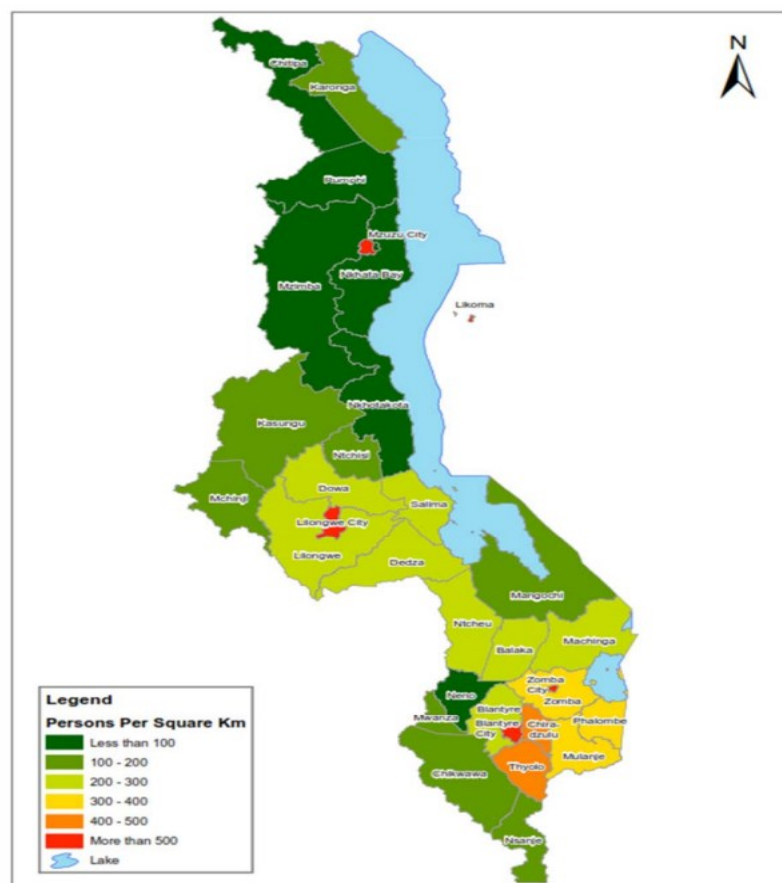 N
Chitipa
Karonga
Rumphi
Mzuzu City
Nkhata Bay
Mzimba
Likoma
Nkhotakota
Kasungu
Ntchisi
Mchinji
Dowa
Salima
Lilongwe City
Lilongwe
Dedza
Mangochi
Ntcheu
Balaka
Machinga
Neno
Zomba
City
Zomba
Mwanza
Blantyre
Blantyre
City
Chira-
dzulu
Phalombe
Mulanje
Thyolo
Chikwawa
Nsanje
Legend
Persons Per Square Km
Less than 100
100 - 200
200 - 300
300 - 400
400 - 500
More than 500
Lake